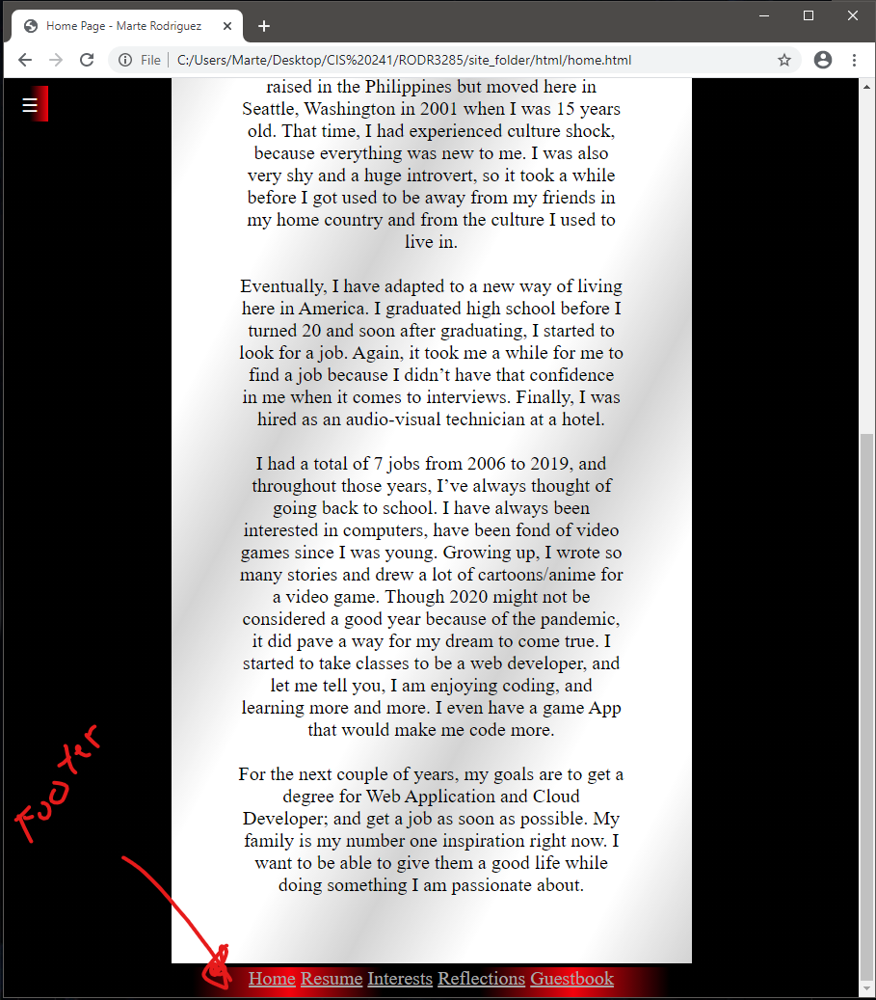 Home Page - Marte Rodriguez
File C:/Users/Marte/Desktop/CIS%20241/RODR3285/site_folder/html/home.html
raised in the Philippines but moved here in
Seattle, Washington in 2001 when I was 15 years
old. That time, I had experienced culture shock,
because everything was new to me. I was also
very shy and a huge introvert, so it took a while
before I got used to be away from my friends in
my home country and from the culture I used to
live in.
Eventually, I have adapted to a new way of living
here in America. I graduated high school before I
turned 20 and soon after graduating, I started to
look for a job. Again, it took me a while for me to
find a job because I didn’t have that confidence
in me when it comes to interviews. Finally, I was
hired as an audio-visual technician at a hotel.
I had a total of 7 jobs from 2006 to 2019, and
throughout those years, I’ve always thought of
going back to school. I have always been
interested in computers, have been fond of video
games since I was young. Growing up, I wrote so
many stories and drew a lot of cartoons/anime for
a video game. Though 2020 might not be
considered a good year because of the pandemic,
it did pave a way for my dream to come true. I
started to take classes to be a web developer, and
let me tell you, I am enjoying coding, and
learning more and more. I even have a game App
that would make me code more.
For the next couple of years, my goals are to get a
degree for Web Application and Cloud
Developer; and get a job as soon as possible. My
family is my number one inspiration right now. I
want to be able to give them a good life while
doing something I am passionate about.
Footer
Home Resume Interests Reflections Guestbook